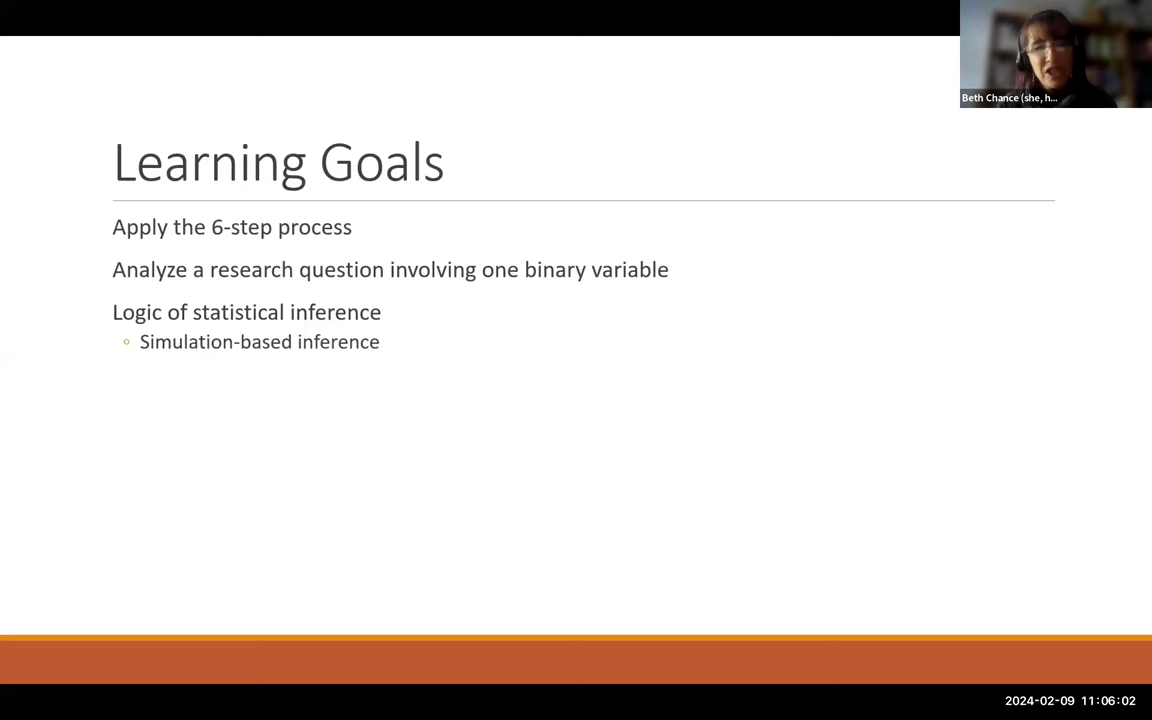 Beth Chance (she, h...
Learning Goals
Apply the 6-step process
Analyze a research question involving one binary variable
Logic of statistical inference
◦ Simulation-based inference
2024-02-09 11:06:02